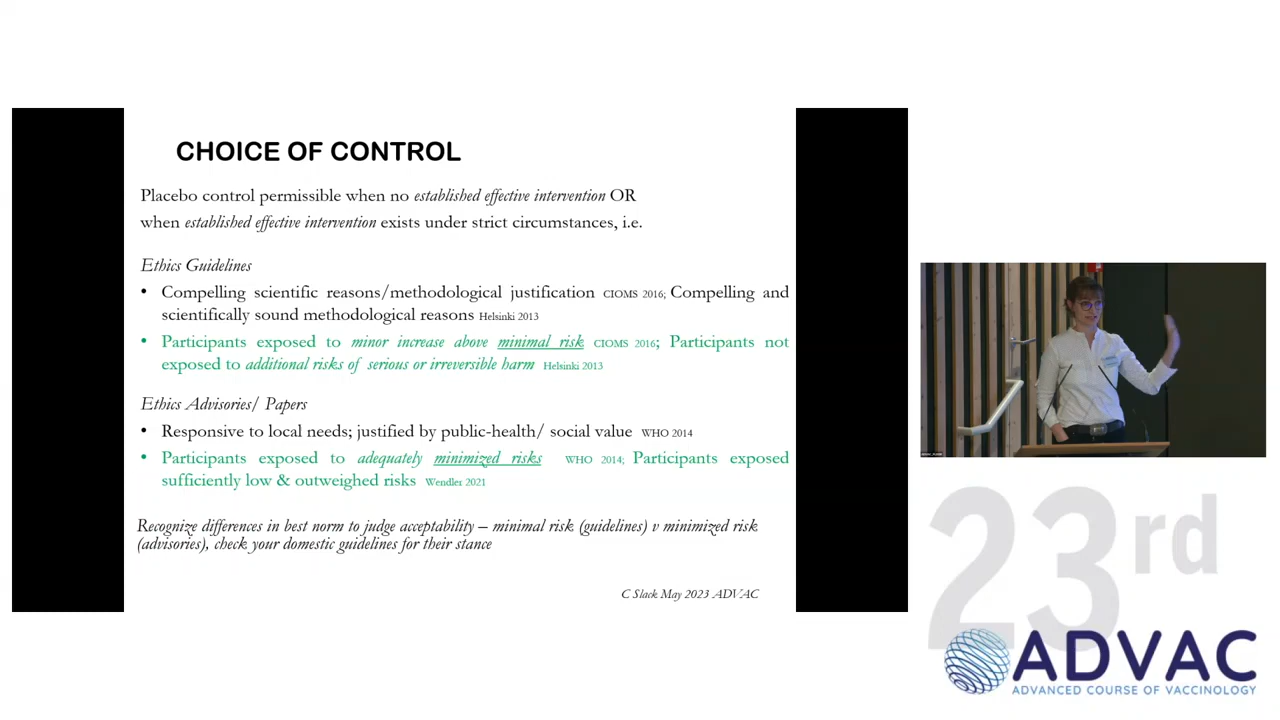 CHOICE OF CONTROL
Placebo control permissible when no established effective intervention OR
when established effective intervention exists under strict circumstances, i.e.
Ethics Guidelines
• Compelling scientific reasons/methodological justification CIOMS 2016; Compelling and
scientifically sound methodological reasons Helsinki 2013
• Participants exposed to minor increase above minimal risk CIOMS 2016; Participants not
exposed to additional risks of serious or irreversible harm Helsinki 2013
Ethics Advisories/ Papers
• Responsive to local needs; justified by public-health/ social value WHO 2014
• Participants exposed to adequately minimized risks WHO 2014; Participants exposed
sufficiently low & outweighed risks Wendler 2021
Recognize differences in best norm to judge acceptability – minimal risk (guidelines) v minimized risk
(advisories), check your domestic guidelines for their stance
C Slack May 2023 ADVAC
23rd
ADVAC
ADVANCED COURSE OF VACCINOLOGY